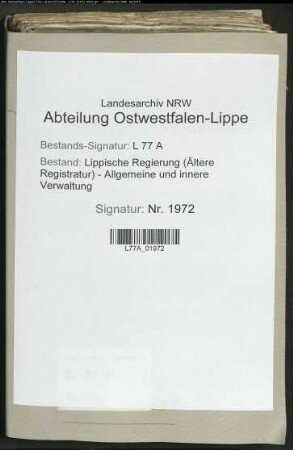 Landesarchiv NRW
Abteilung Ostwestfalen-Lippe
Bestands-Signatur: L 77 A
Bestand: Lippische Regierung (Ältere
Registratur) - Allgemeine und innere
Verwaltung
Signatur: Nr. 1972
L77A_01972